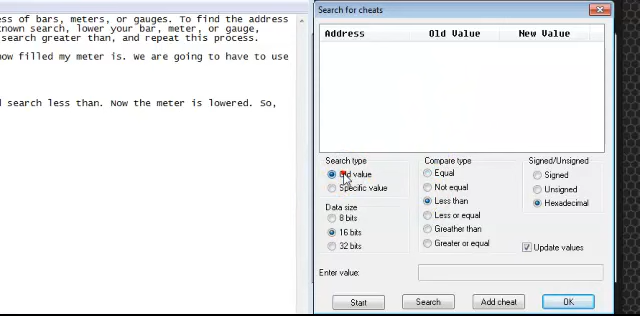 ess of bars, meters, or gauges. To find the address
known search, lower your bar, meter, or gauge,
search greater than, and repeat this process.
how filled my meter is. We are going to have to use
d search less than. Now the meter is lowered. So,
Search for cheats
Address Old Value New Value
Search type
Old value
Specific value
Data size
8 bits
16 bits
32 bits
Compare type
Equal
Not equal
Less than
Less or equal
Greather than
Greater or equal
Signed/Unsigned
Signed
Unsigned
Hexadecimal
Update values
Enter value:
Start Search Add cheat OK